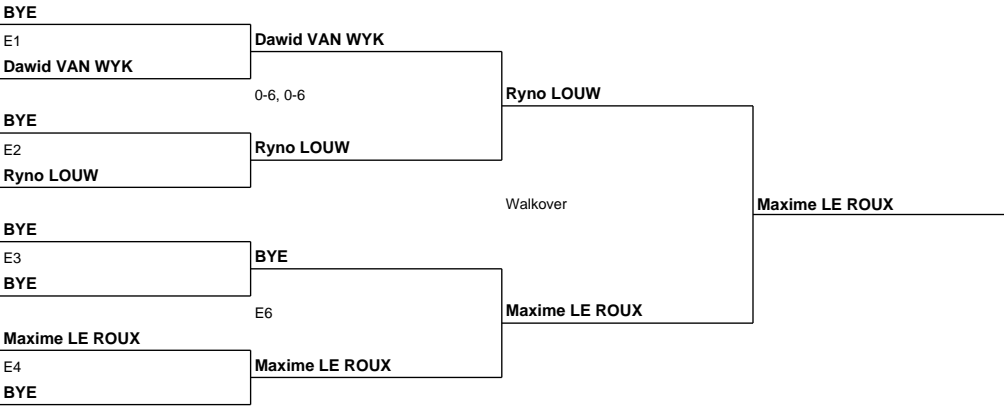 BYE
E1
Dawid VAN WYK
Dawid VAN WYK
0-6, 0-6
Ryno LOUW
BYE
E2
Ryno LOUW
Ryno LOUW
Walkover
Maxime LE ROUX
BYE
E3
BYE
BYE
E6
Maxime LE ROUX
Maxime LE ROUX
E4
Maxime LE ROUX
BYE